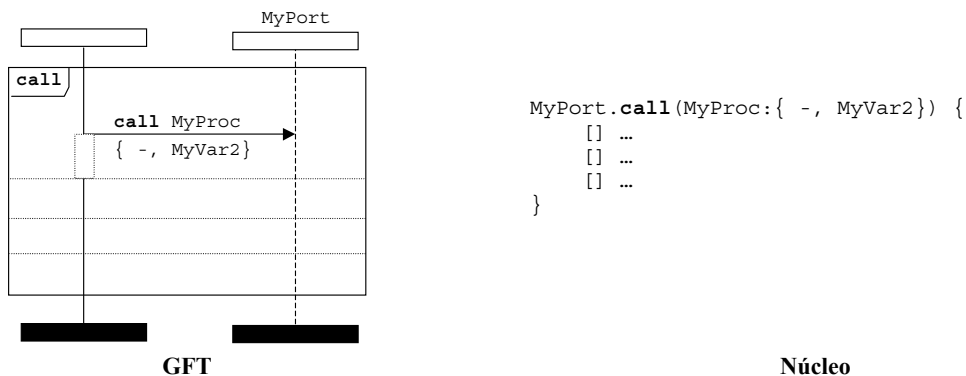 MyPort
call
call MyProc
{ -, MyVar2}
GFT
MyPort.call(MyProc:{ -, MyVar2}) {
[] …
[] …
[] …
}
Núcleo